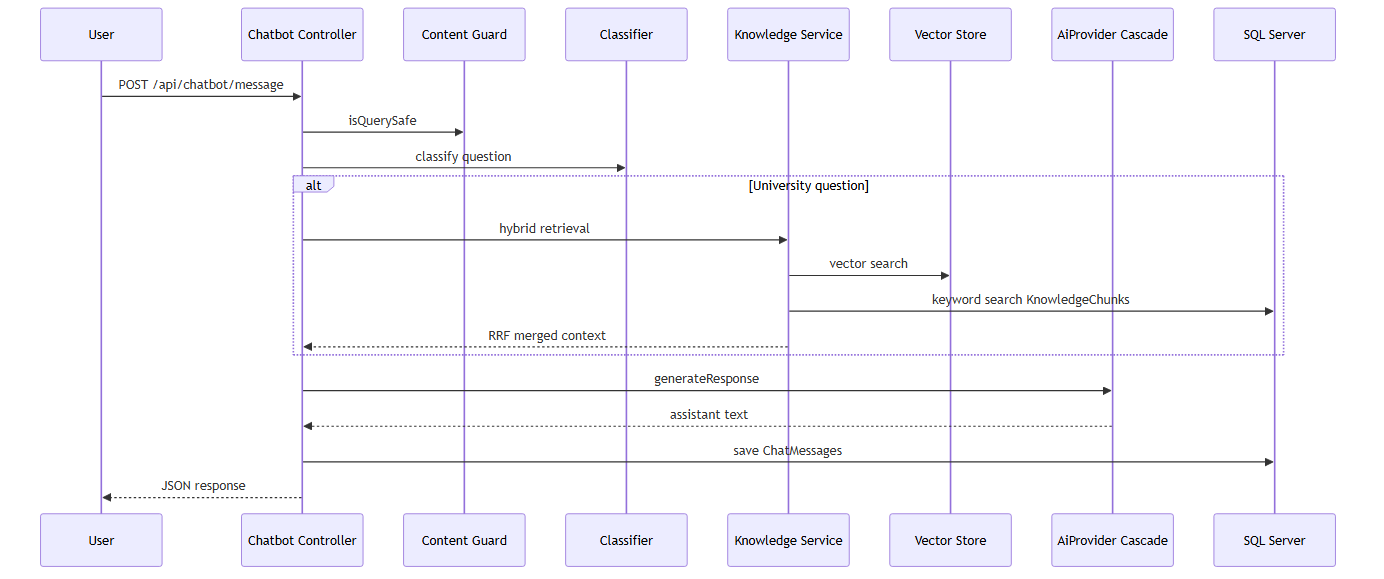 User
Chatbot Controller
Content Guard
Classifier
Knowledge Service
Vector Store
AiProvider Cascade
SQL Server
POST /api/chatbot/message
isQuerySafe
classify question
alt
[University question]
hybrid retrieval
vector search
keyword search KnowledgeChunks
RRF merged context
generateResponse
assistant text
save ChatMessages
JSON response
User
Chatbot Controller
Content Guard
Classifier
Knowledge Service
Vector Store
AiProvider Cascade
SQL Server